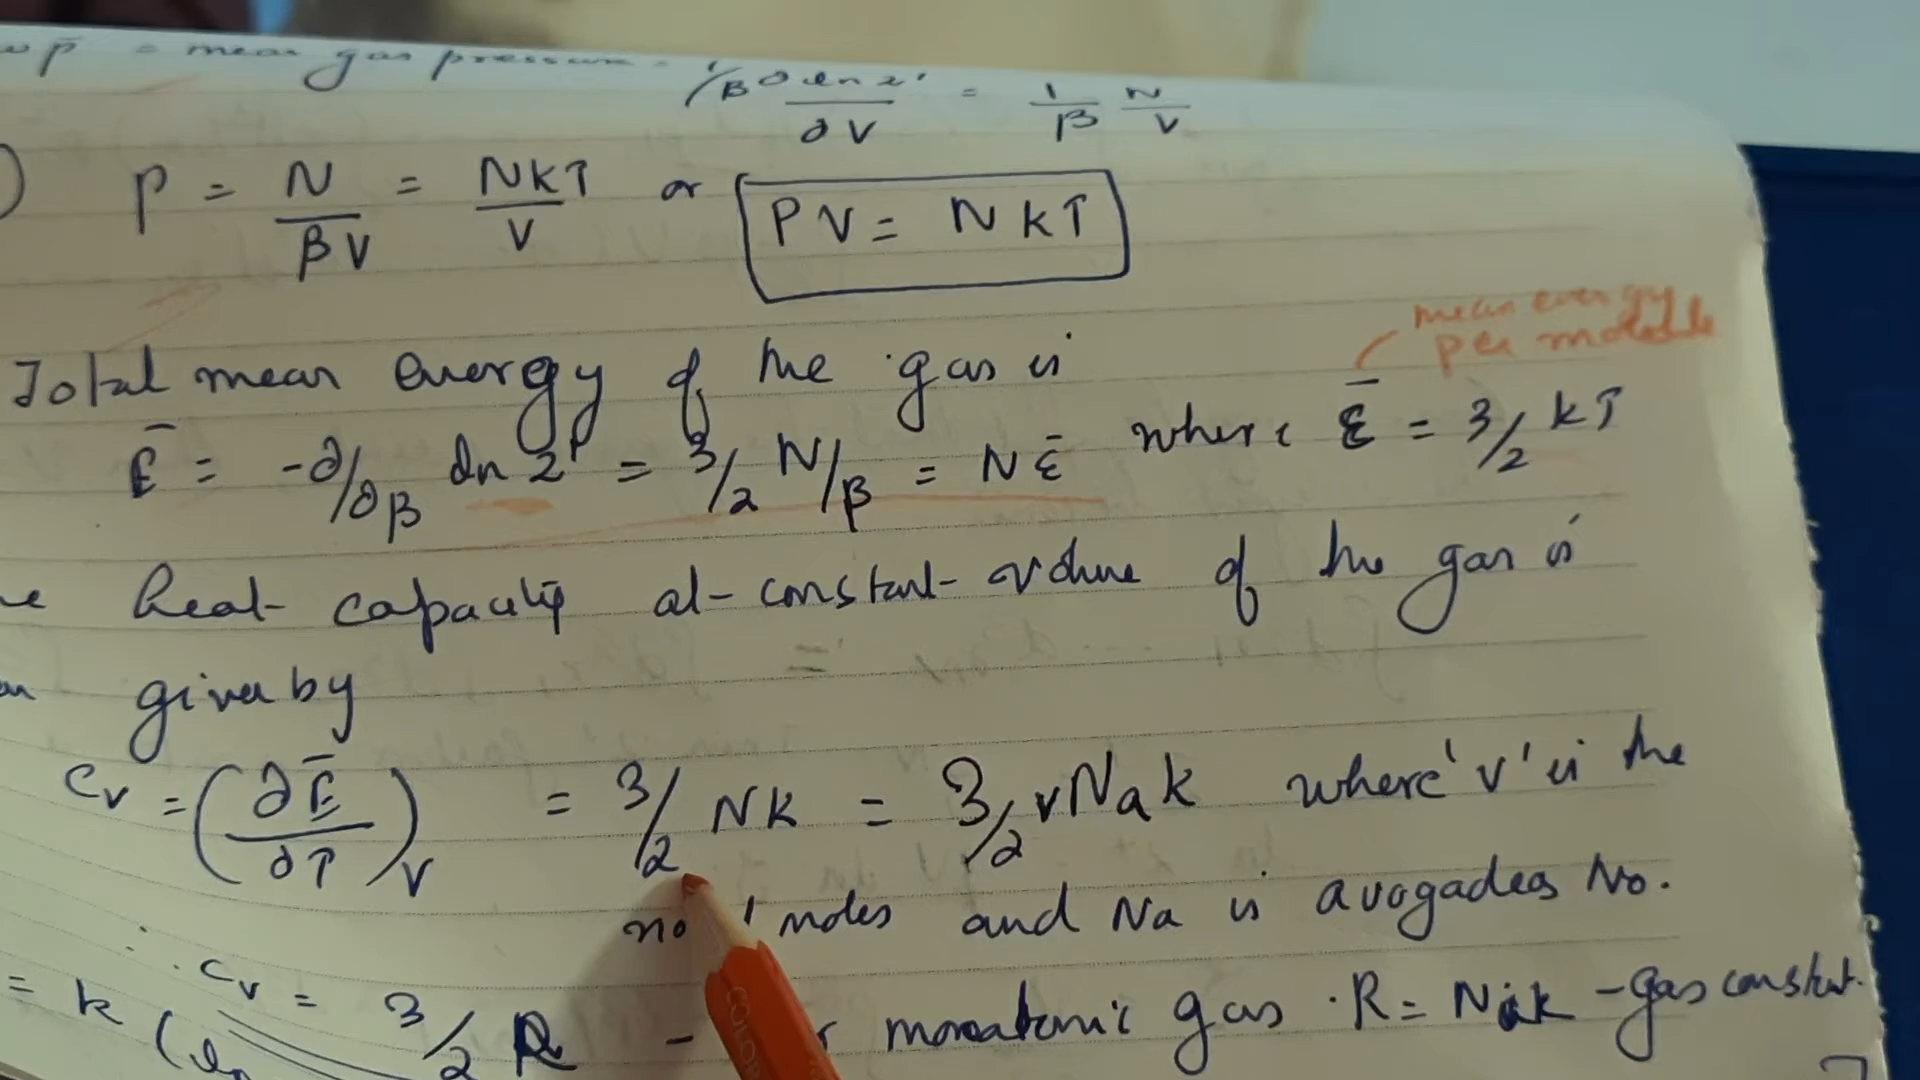 p̄ = mean gas pressure = 1/β ∂ ln z' / ∂V = 1/β N/V
) P = N/βV = NkT/V or PV = NkT
mean energy
per molecule
Total mean energy of the gas is
Ē = -∂/∂β ln z' = 3/2 N/β = N ε̄ where ε̄ = 3/2 kT
heat capacity at constant volume of the gas is
given by
Cv = (∂Ē/∂T)v = 3/2 Nk = 3/2 νNak where 'ν' is the
no moles and Na is avogadros No.
Cv = 3/2 R - monatomic gas . R = Nak - gas constant.
= k (ln
COLOR